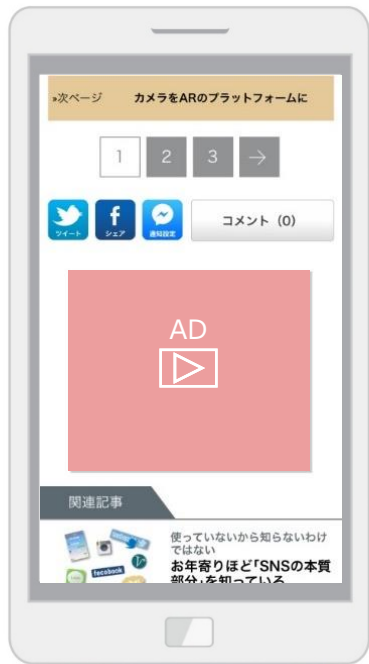 »次ページ カメラをARのプラットフォームに
1 2 3 →
ツイート シェア 通知設定 コメント (0)
AD
関連記事
使っていないから知らないわけ
ではない
お年寄りほど「SNSの本質
部分」を知っている
facebook